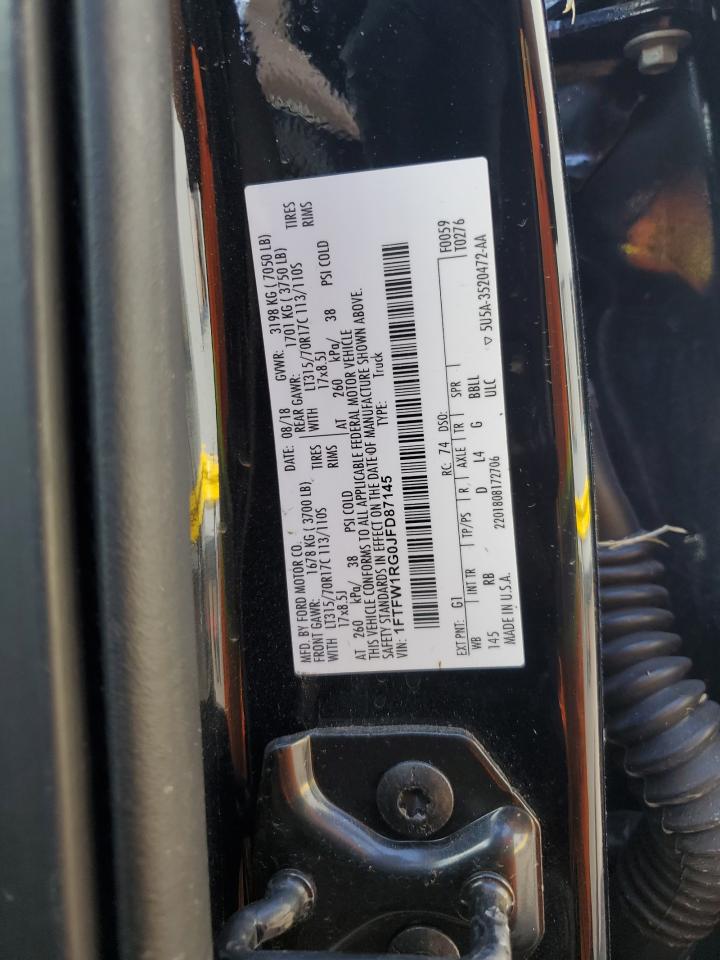 MFD. BY FORD MOTOR CO.
DATE: 08/18 GVWR: 3198 KG ( 7050 LB)
FRONT GAWR: 1678 KG ( 3700 LB) REAR GAWR: 1701 KG ( 3750 LB)
WITH LT315/70R17C 113/110S TIRES WITH LT315/70R17C 113/110S TIRES
17x8.5J RIMS 17x8.5J RIMS
AT 260 kPa/ 38 PSI COLD AT 260 kPa/ 38 PSI COLD
THIS VEHICLE CONFORMS TO ALL APPLICABLE FEDERAL MOTOR VEHICLE
SAFETY STANDARDS IN EFFECT ON THE DATE OF MANUFACTURE SHOWN ABOVE.
VIN: 1FTFW1RG0JFD87145 TYPE: Truck
F0059
EXT PNT: G1 RC: 74 DSO: T0276
WB INT TR TP/PS R AXLE TR SPR
145 RB D L4 G BBLL
2201808172706 ULC
MADE IN U.S.A. ▽ 5U5A-3520472-AA